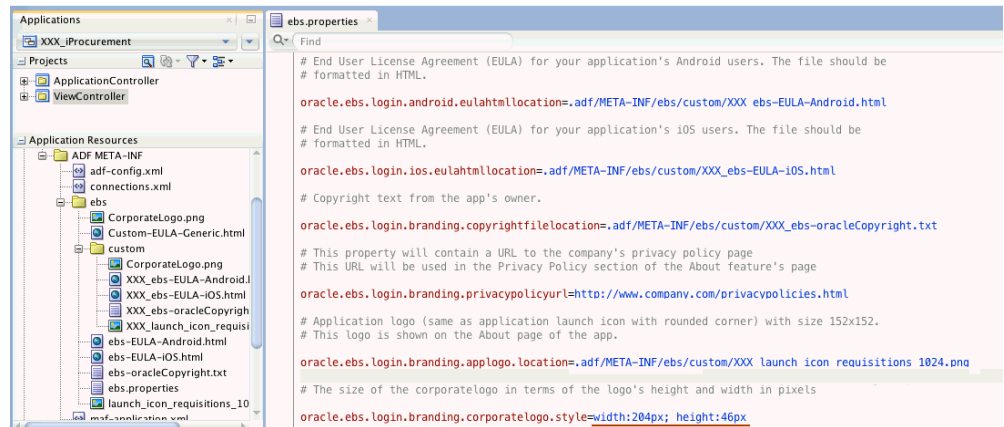 Applications
XXX_iProcurement
Projects
ApplicationController
ViewController
Application Resources
ADF META-INF
adf-config.xml
connections.xml
ebs
CorporateLogo.png
Custom-EULA-Generic.html
custom
CorporateLogo.png
XXX_ebs-EULA-Android.l
XXX_ebs-EULA-iOS.html
XXX_ebs-oracleCopyrigh
XXX_launch_icon_requisi
ebs-EULA-Android.html
ebs-EULA-iOS.html
ebs-oracleCopyright.txt
ebs.properties
launch_icon_requisitions_10
maf-application.xml
ebs.properties
Find
# End User License Agreement (EULA) for your application's Android users. The file should be
# formatted in HTML.
oracle.ebs.login.android.eulahtmllocation=.adf/META-INF/ebs/custom/XXX ebs-EULA-Android.html
# End User License Agreement (EULA) for your application's iOS users. The file should be
# formatted in HTML.
oracle.ebs.login.ios.eulahtmllocation=.adf/META-INF/ebs/custom/XXX_ebs-EULA-iOS.html
# Copyright text from the app's owner.
oracle.ebs.login.branding.copyrightfilelocation=.adf/META-INF/ebs/custom/XXX_ebs-oracleCopyright.txt
# This property will contain a URL to the company's privacy policy page
# This URL will be used in the Privacy Policy section of the About feature's page
oracle.ebs.login.branding.privacypolicyurl=http://www.company.com/privacypolicies.html
# Application logo (same as application launch icon with rounded corner) with size 152x152.
# This logo is shown on the About page of the app.
oracle.ebs.login.branding.applogo.location=.adf/META-INF/ebs/custom/XXX launch icon requisitions 1024.png
# The size of the corporatelogo in terms of the logo's height and width in pixels
oracle.ebs.login.branding.corporatelogo.style=width:204px; height:46px